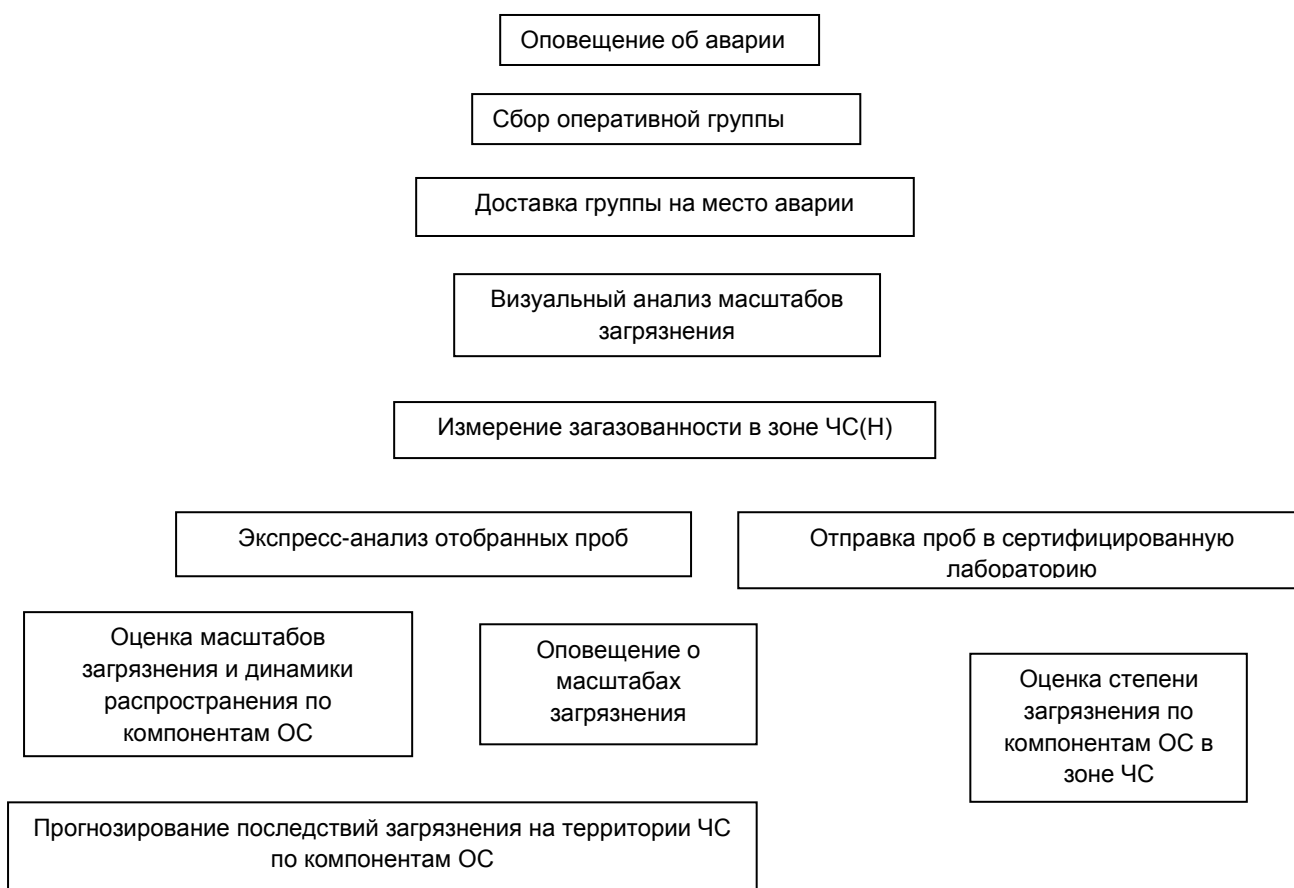 Оповещение об аварии
Сбор оперативной группы
Доставка группы на место аварии
Визуальный анализ масштабов
загрязнения
Измерение загазованности в зоне ЧС(Н)
Экспресс-анализ отобранных проб
Отправка проб в сертифицированную
лабораторию
Оценка масштабов
загрязнения и динамики
распространения по
компонентам ОС
Оповещение о
масштабах
загрязнения
Оценка степени
загрязнения по
компонентам ОС в
зоне ЧС
Прогнозирование последствий загрязнения на территории ЧС
по компонентам ОС